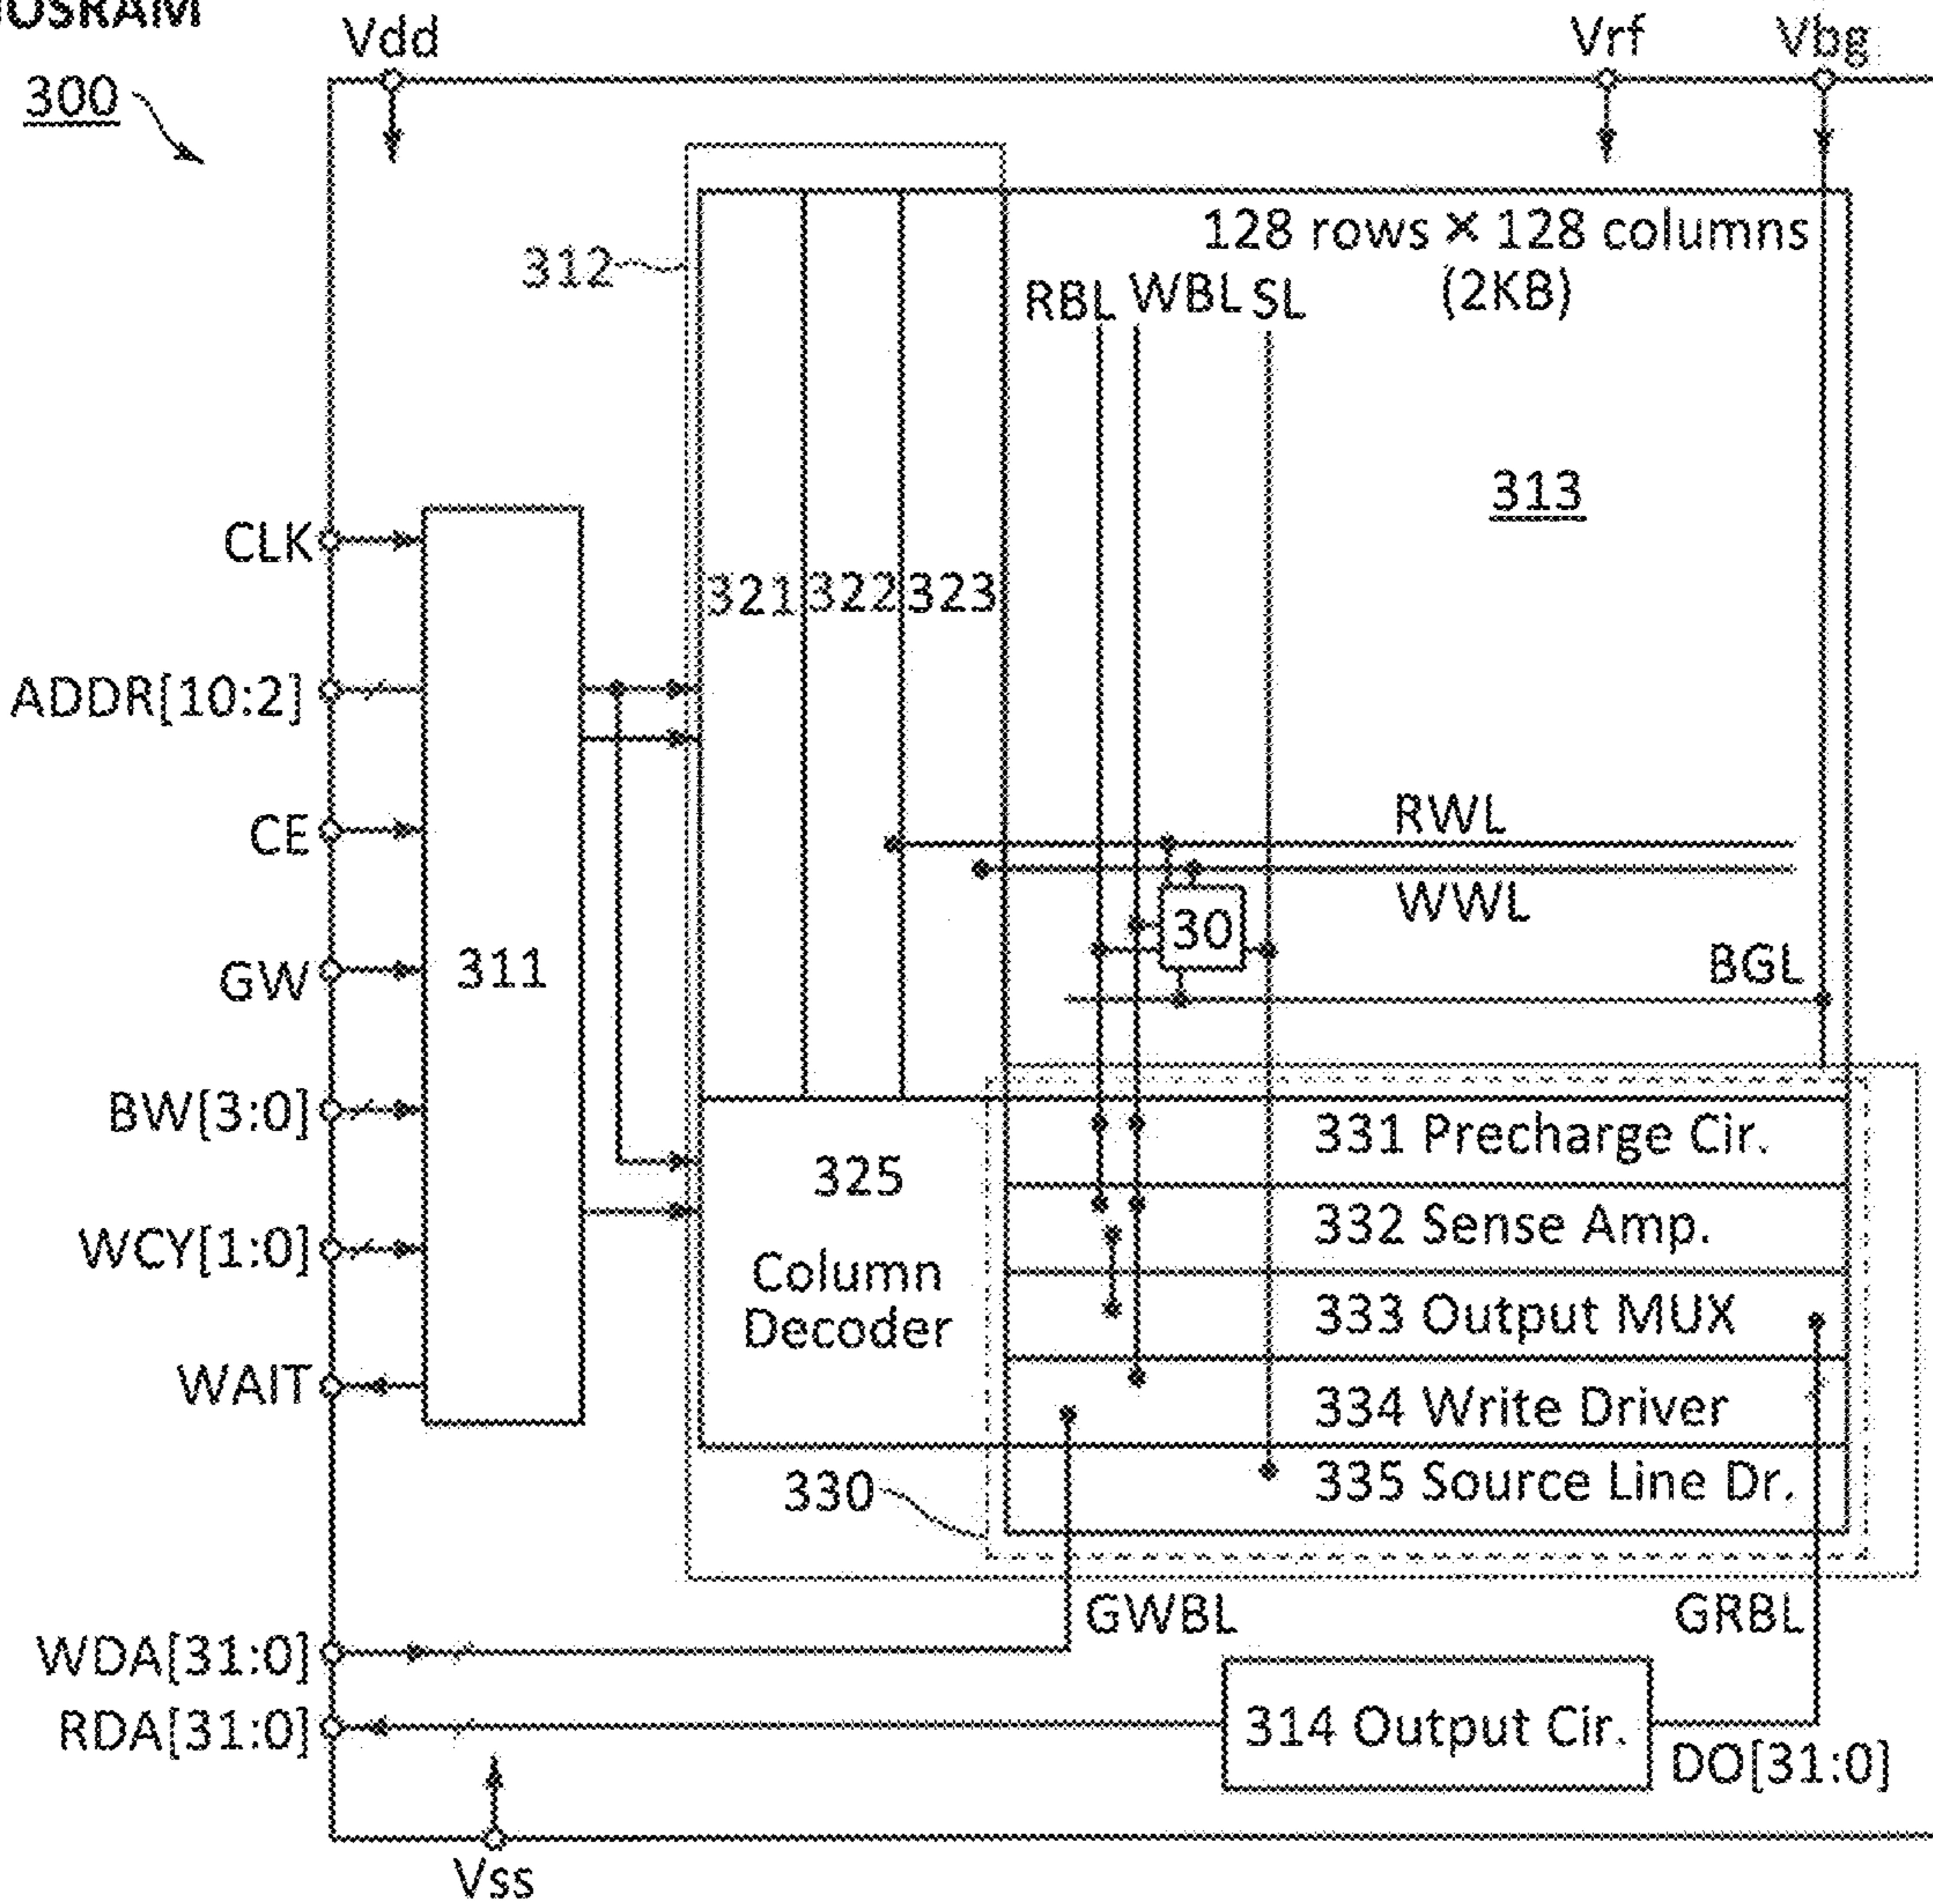 Vdd Vrf Vbg
300
128 rows × 128 columns
(2KB)
312
RBL WBL SL
313
CLK
321 322 323
ADDR[10:2]
RWL
CE
WWL
30
BGL
GW
311
BW[3:0]
331 Precharge Cir.
325
332 Sense Amp.
WCY[1:0]
Column
Decoder
333 Output MUX
WAIT
334 Write Driver
330
335 Source Line Dr.
GWBL GRBL
WDA[31:0]
RDA[31:0]
314 Output Cir.
DO[31:0]
Vss